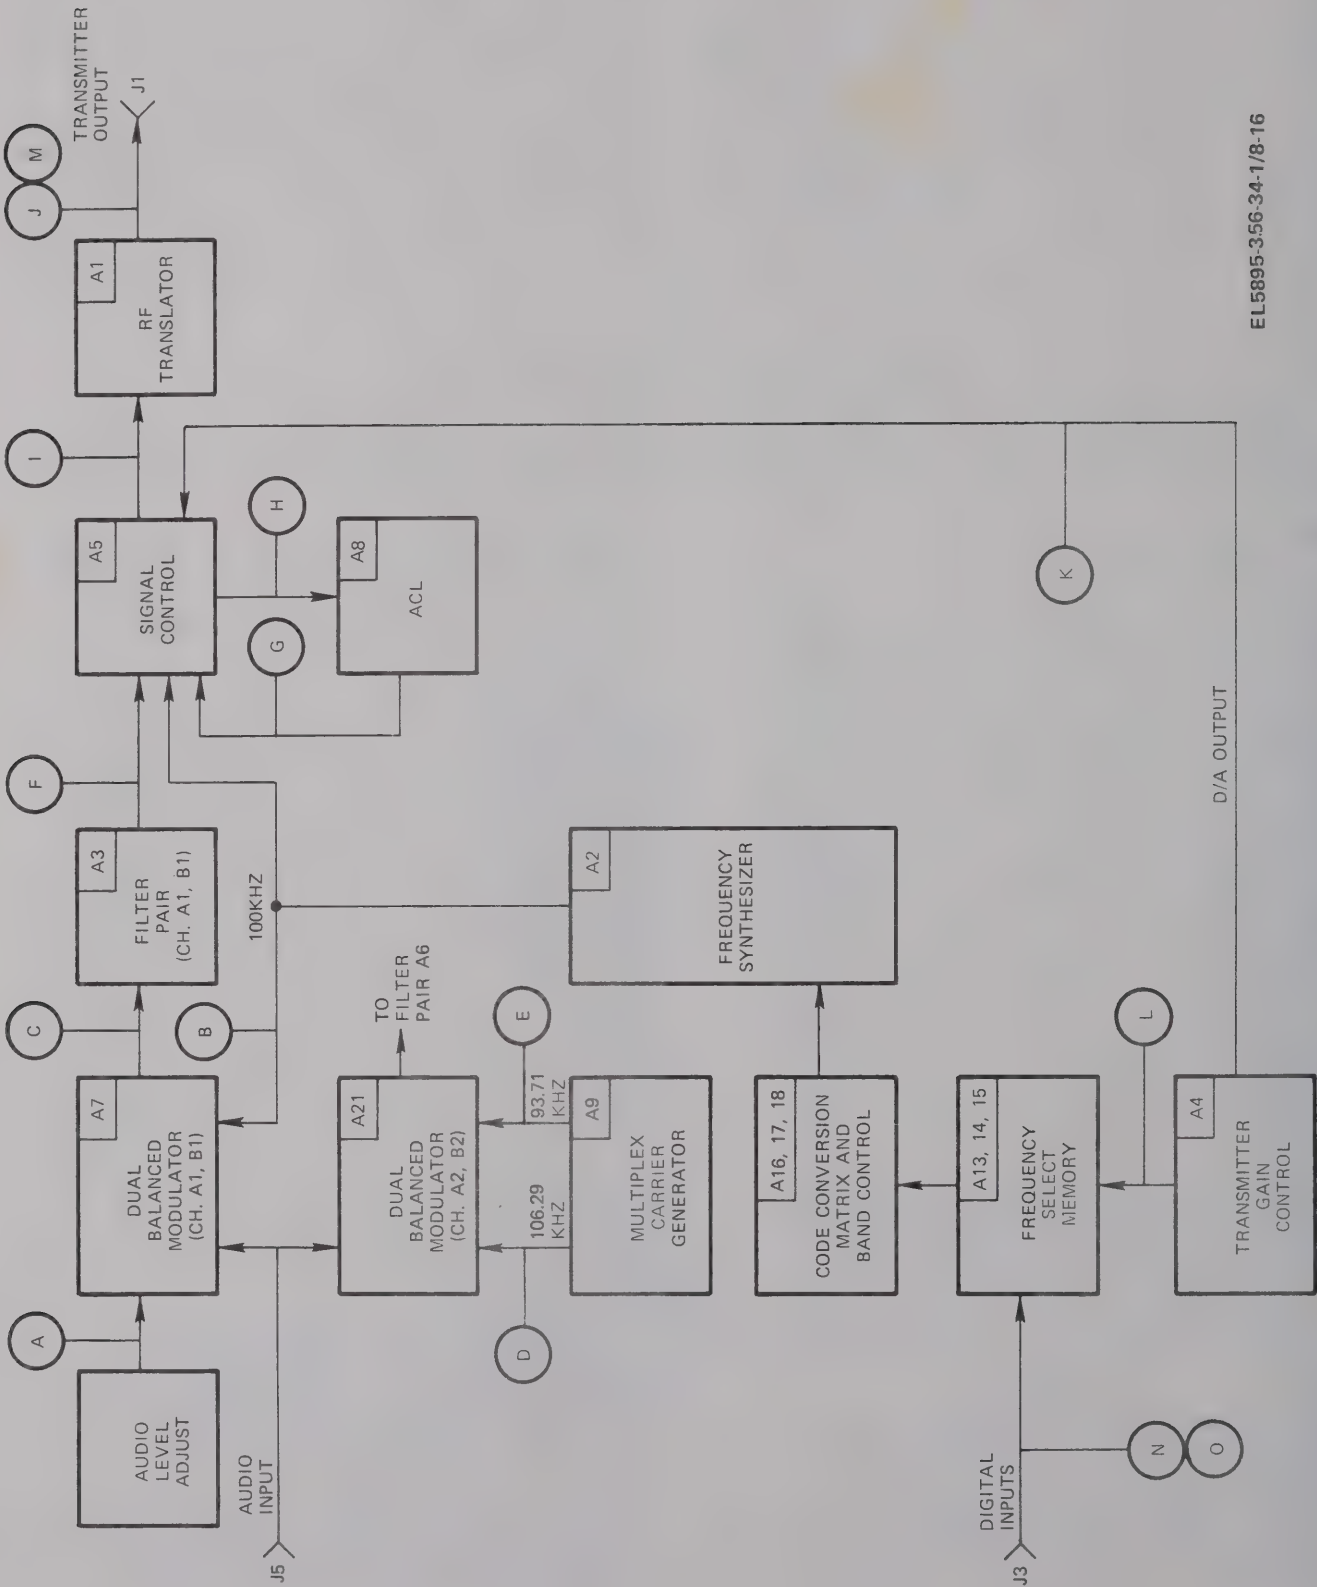 AUDIO
LEVEL
ADJUST
A
A7
DUAL
BALANCED
MODULATOR
(CH. A1, B1)
C
A3
FILTER
PAIR
(CH. A1, B1)
F
A5
SIGNAL
CONTROL
I
A1
RF
TRANSLATOR
J
M
TRANSMITTER
OUTPUT
J1
J5
AUDIO
INPUT
B
100KHZ
G
H
A8
ACL
A21
DUAL
BALANCED
MODULATOR
(CH. A2, B2)
TO
FILTER
PAIR A6
D
106.29
KHZ
93.71
KHZ
E
A9
MULTIPLEX
CARRIER
GENERATOR
A2
FREQUENCY
SYNTHESIZER
A16, 17, 18
CODE CONVERSION
MATRIX AND
BAND CONTROL
J3
DIGITAL
INPUTS
N
O
A13, 14, 15
FREQUENCY
SELECT
MEMORY
L
K
A4
TRANSMITTER
GAIN
CONTROL
D/A OUTPUT
EL5895-356-34-1/8-16